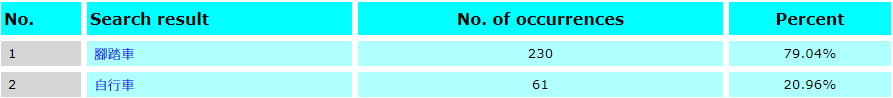 No. Search result No. of occurrences Percent
1 腳踏車 230 79.04%
2 自行車 61 20.96%